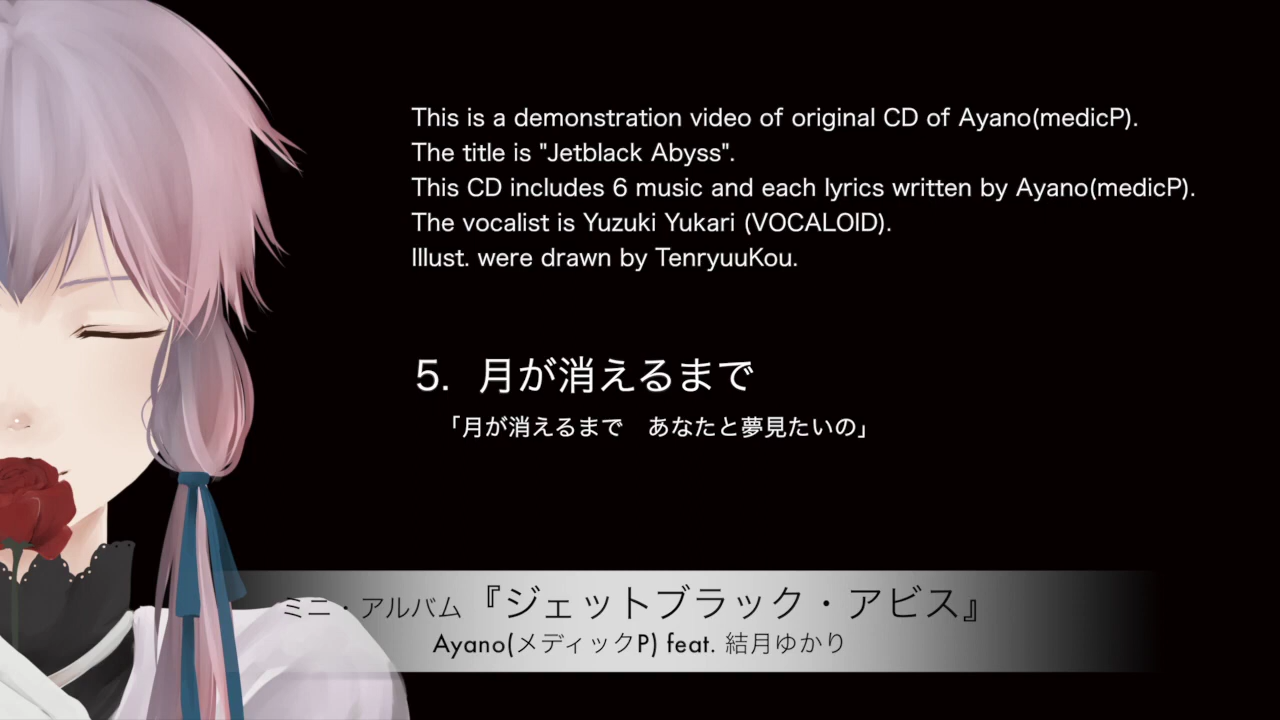 This is a demonstration video of original CD of Ayano(medicP).
The title is "Jetblack Abyss".
This CD includes 6 music and each lyrics written by Ayano(medicP).
The vocalist is Yuzuki Yukari (VOCALOID).
Illust. were drawn by TenryuuKou.
5. 月が消えるまで
「月が消えるまで　あなたと夢見たいの」
ミニ・アルバム『ジェットブラック・アビス』
Ayano(メディックP) feat. 結月ゆかり